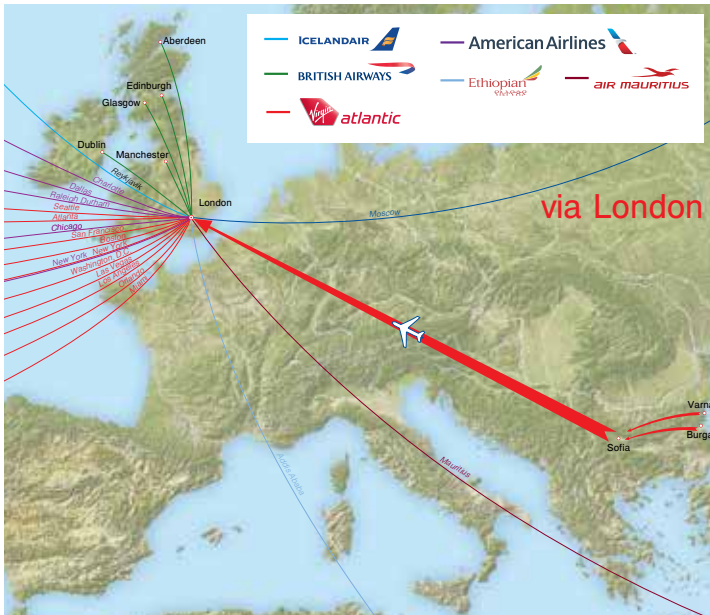 ICELANDAIR
American Airlines
BRITISH AIRWAYS
Ethiopian
የኢትዮጵያ
AIR MAURITIUS
Virgin atlantic
via London
Aberdeen
Edinburgh
Glasgow
Dublin
Manchester
Reykjavik
London
Moscow
Charlotte
Dallas
Raleigh Durham
Seattle
Atlanta
Chicago
San Francisco
Boston
New York New York
Washington D.C.
Las Vegas
Los Angeles
Orlando
Miami
Addis Ababa
Mauritius
Sofia
Varna
Burga